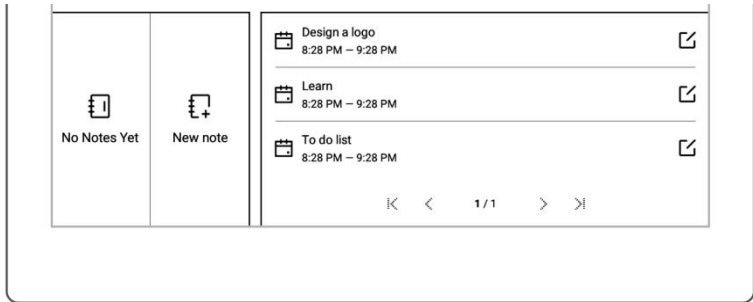 No Notes Yet
New note
Design a logo
8:28 PM — 9:28 PM
Learn
8:28 PM — 9:28 PM
To do list
8:28 PM — 9:28 PM
1 / 1